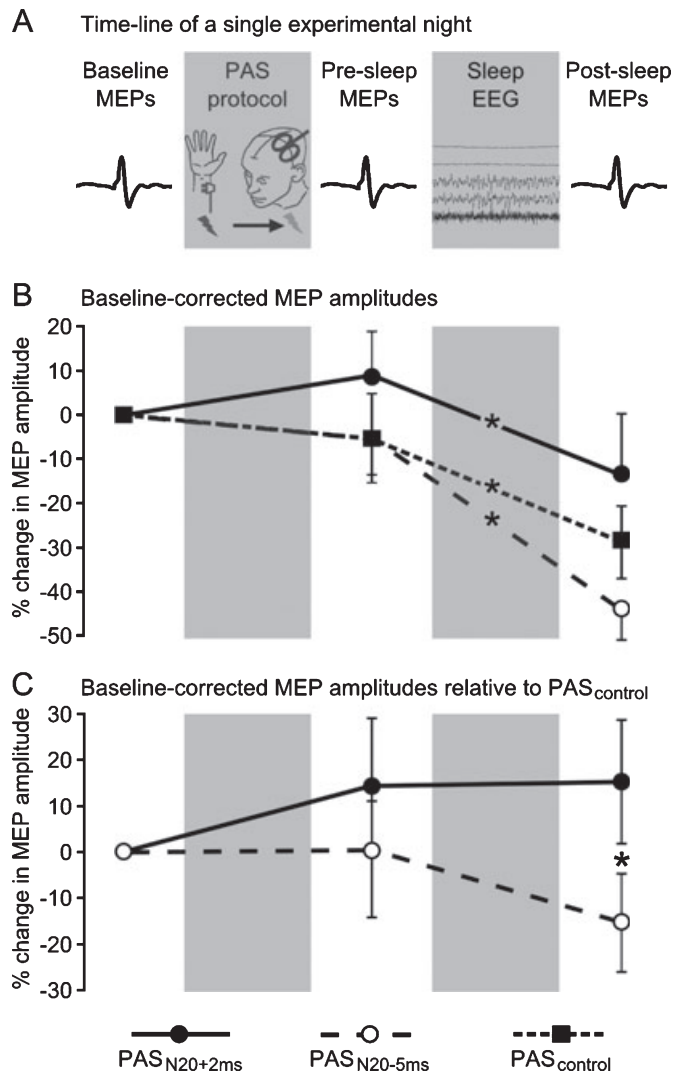 A Time-line of a single experimental night
Baseline MEPs
PAS protocol
Pre-sleep MEPs
Sleep EEG
Post-sleep MEPs
B Baseline-corrected MEP amplitudes
% change in MEP amplitude
20
10
0
-10
-20
-30
-40
-50
*
*
*
C Baseline-corrected MEP amplitudes relative to PAScontrol
% change in MEP amplitude
30
20
10
0
-10
-20
-30
*
PASN20+2ms PASN20-5ms PAScontrol